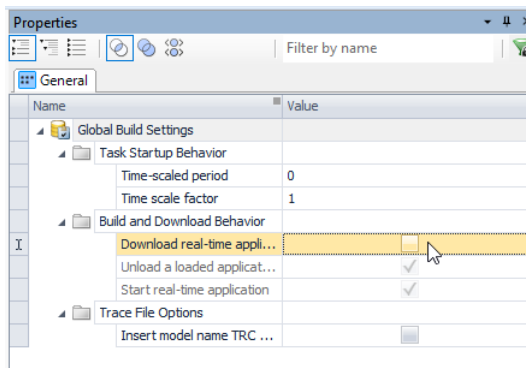 Properties
Filter by name
General
Name Value
Global Build Settings
Task Startup Behavior
Time-scaled period 0
Time scale factor 1
Build and Download Behavior
Download real-time appli...
Unload a loaded applicat...
Start real-time application
Trace File Options
Insert model name TRC ...